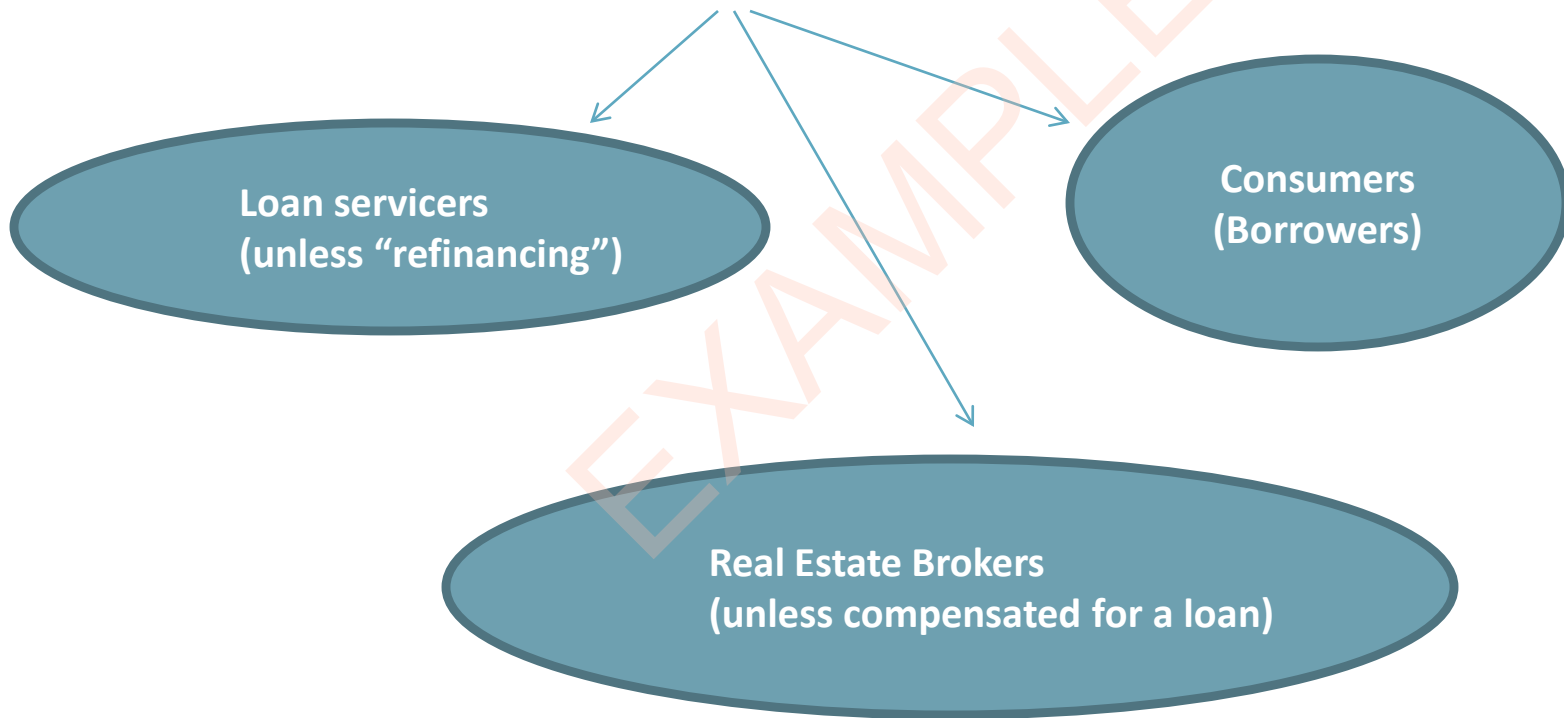 Loan servicers
(unless “refinancing”)
Consumers
(Borrowers)
Real Estate Brokers
(unless compensated for a loan)
EXAMPLE